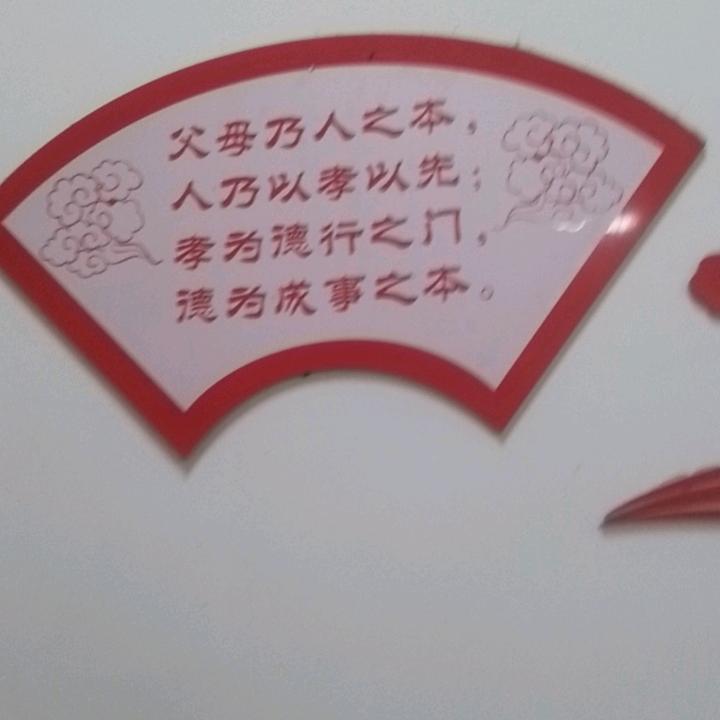 父母乃人之本，
人乃以孝以先；
孝为德行之门，
德为成事之本。